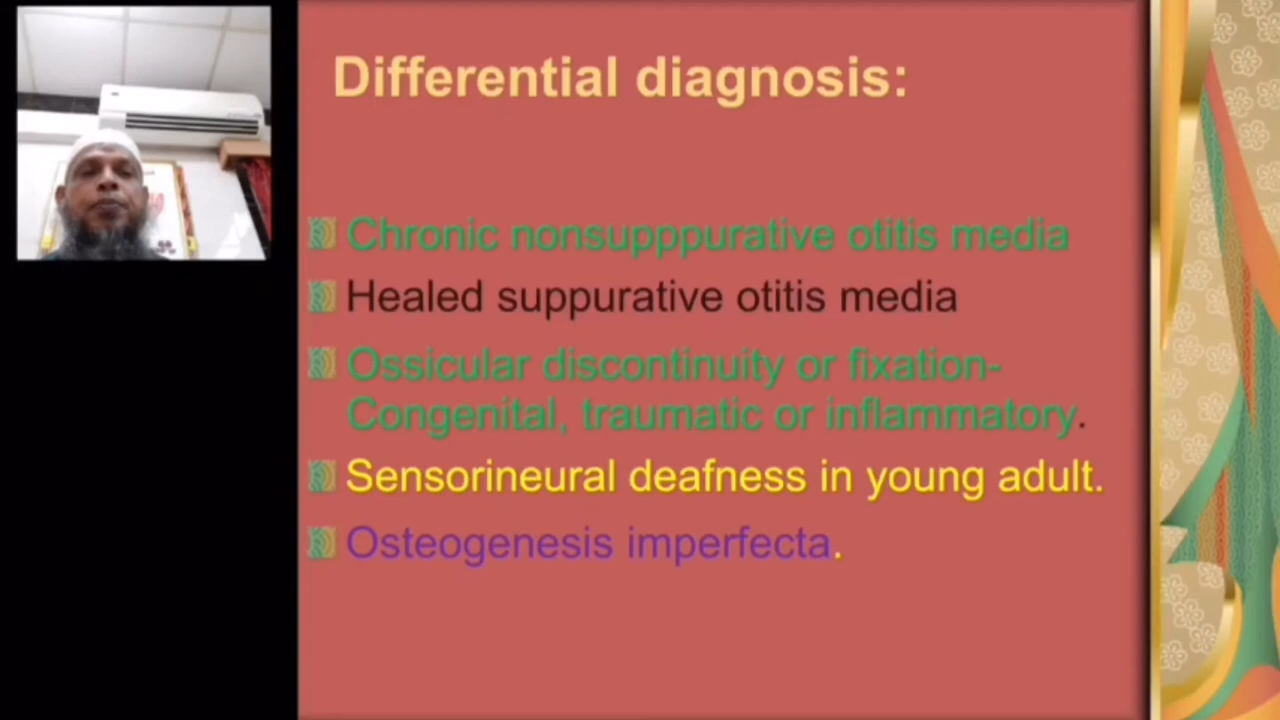 Differential diagnosis:
Chronic nonsupppurative otitis media
Healed suppurative otitis media
Ossicular discontinuity or fixation-
Congenital, traumatic or inflammatory.
Sensorineural deafness in young adult.
Osteogenesis imperfecta.